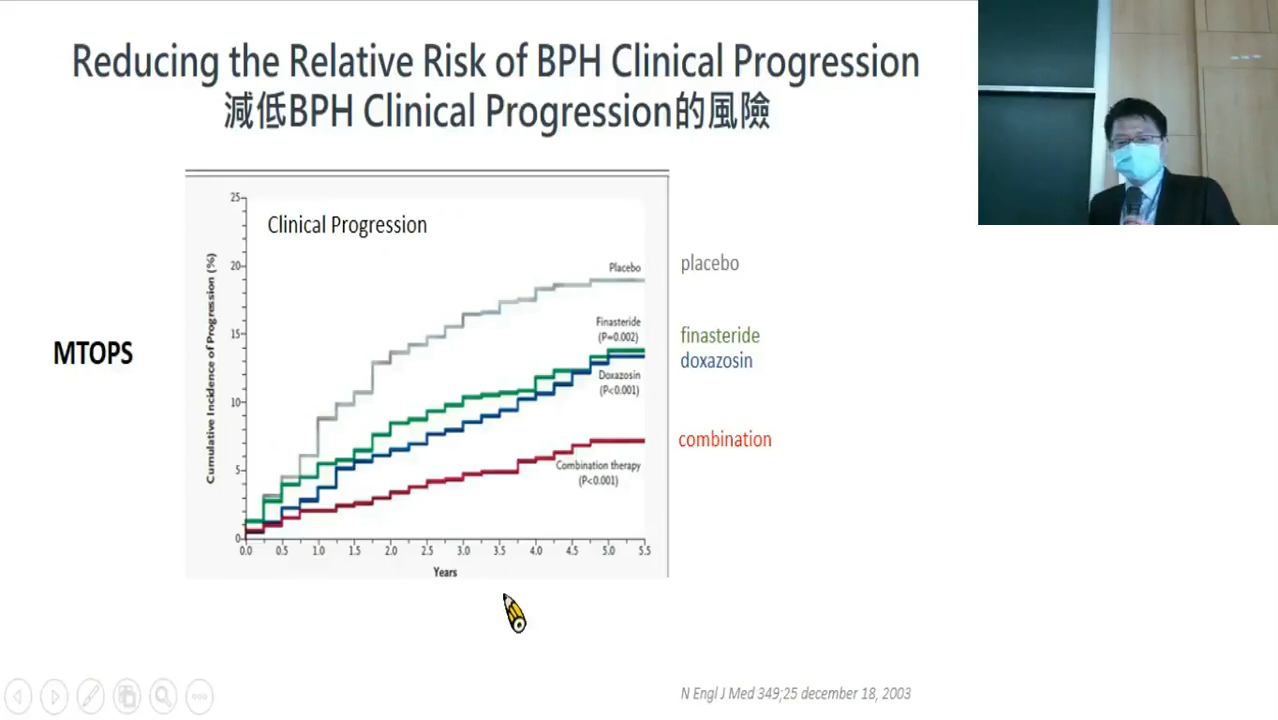 Reducing the Relative Risk of BPH Clinical Progression
減低BPH Clinical Progression的風險
MTOPS
Clinical Progression
Cumulative Incidence of Progression (%)
25
20
15
10
5
0
Placebo
Finasteride
(P=0.002)
Doxazosin
(P<0.001)
Combination therapy
(P<0.001)
0.0 0.5 1.0 1.5 2.0 2.5 3.0 3.5 4.0 4.5 5.0 5.5
Years
placebo
finasteride
doxazosin
combination
N Engl J Med 349;25 december 18, 2003